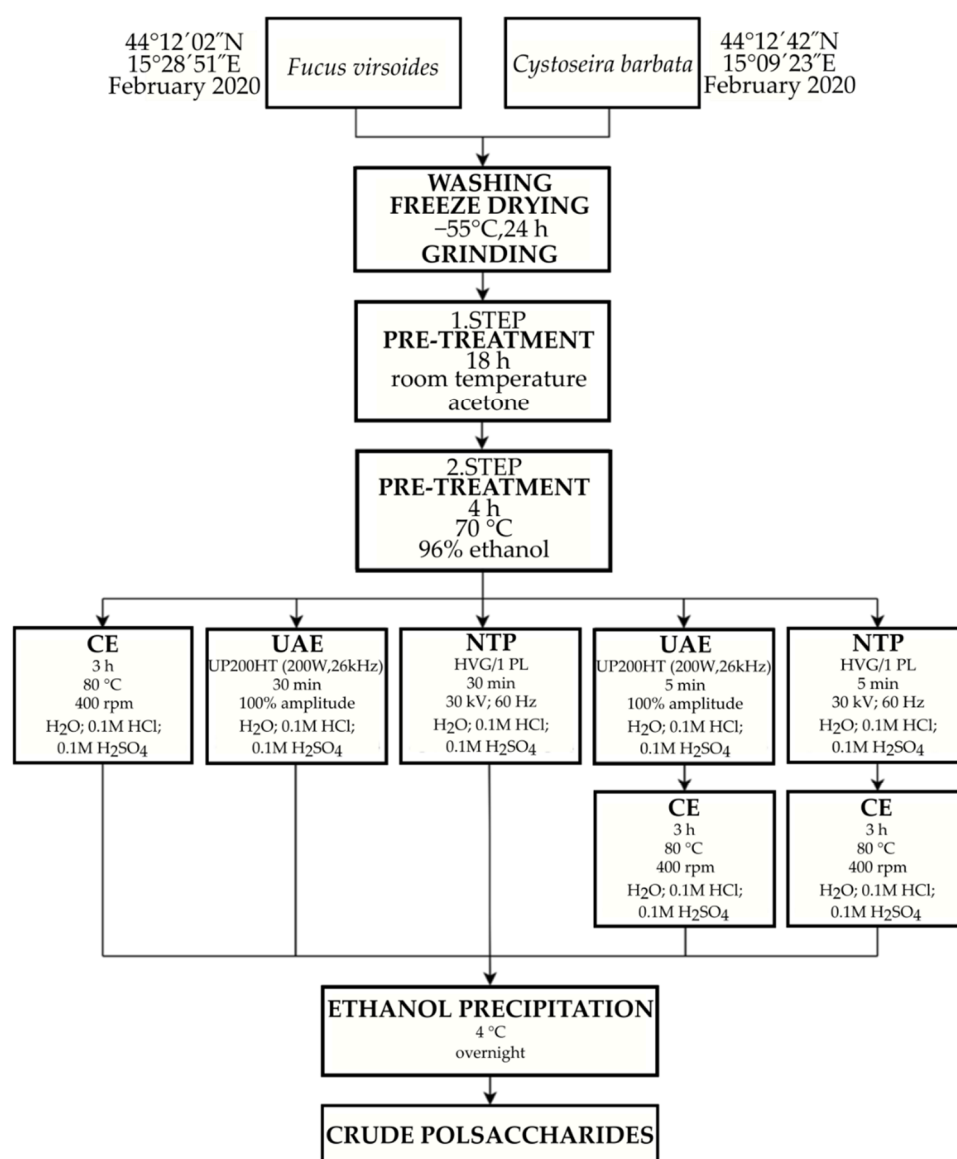 44°12′02″N
15°28′51″E
February 2020
Fucus virsoides
Cystoseira barbata
44°12′42″N
15°09′23″E
February 2020
WASHING
FREEZE DRYING
–55°C,24 h
GRINDING
1.STEP
PRE-TREATMENT
18 h
room temperature
acetone
2.STEP
PRE-TREATMENT
4 h
70 °C
96% ethanol
CE
3 h
80 °C
400 rpm
H2O; 0.1M HCl;
0.1M H2SO4
UAE
UP200HT (200W,26kHz)
30 min
100% amplitude
H2O; 0.1M HCl;
0.1M H2SO4
NTP
HVG/1 PL
30 min
30 kV; 60 Hz
H2O; 0.1M HCl;
0.1M H2SO4
UAE
UP200HT (200W,26kHz)
5 min
100% amplitude
H2O; 0.1M HCl;
0.1M H2SO4
NTP
HVG/1 PL
5 min
30 kV; 60 Hz
H2O; 0.1M HCl;
0.1M H2SO4
CE
3 h
80 °C
400 rpm
H2O; 0.1M HCl;
0.1M H2SO4
CE
3 h
80 °C
400 rpm
H2O; 0.1M HCl;
0.1M H2SO4
ETHANOL PRECIPITATION
4 °C
overnight
CRUDE POLSACCHARIDES